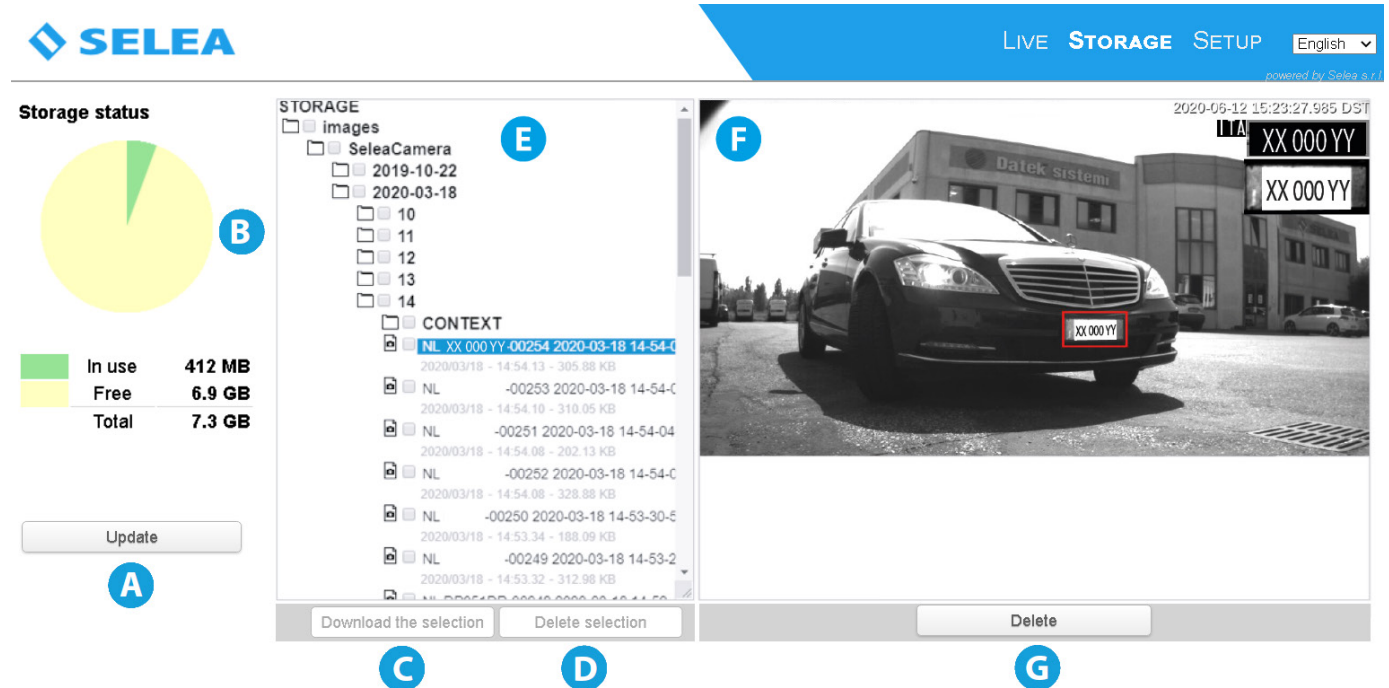 SELEA
LIVE STORAGE SETUP English
powered by Selea s.r.l.
Storage status
B
In use 412 MB
Free 6.9 GB
Total 7.3 GB
Update
A
STORAGE
E
images
SeleaCamera
2019-10-22
2020-03-18
10
11
12
13
14
CONTEXT
NL XX 000 YY-00254 2020-03-18 14-54-0
2020/03/18 - 14:54.13 - 305.88 KB
NL -00253 2020-03-18 14-54-0
2020/03/18 - 14:54.10 - 310.05 KB
NL -00251 2020-03-18 14-54-04
2020/03/18 - 14:54.08 - 202.13 KB
NL -00252 2020-03-18 14-54-0
2020/03/18 - 14:54.08 - 328.88 KB
NL -00250 2020-03-18 14-53-30-5
2020/03/18 - 14:53.34 - 188.09 KB
NL -00249 2020-03-18 14-53-2
2020/03/18 - 14:53.32 - 312.98 KB
Download the selection Delete selection
C D
F
2020-06-12 15:23:27.985 DST
ITA XX 000 YY
XX 000 YY
Datek sistemi
SELEA
XX 000 YY
Delete
G